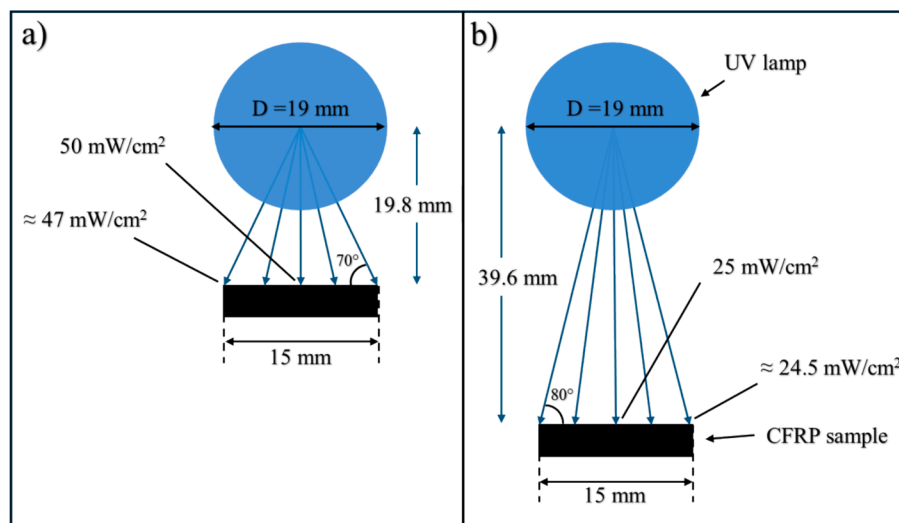 a)
D =19 mm
50 mW/cm²
≈ 47 mW/cm²
19.8 mm
70°
15 mm
b)
UV lamp
D =19 mm
39.6 mm
25 mW/cm²
80°
≈ 24.5 mW/cm²
CFRP sample
15 mm